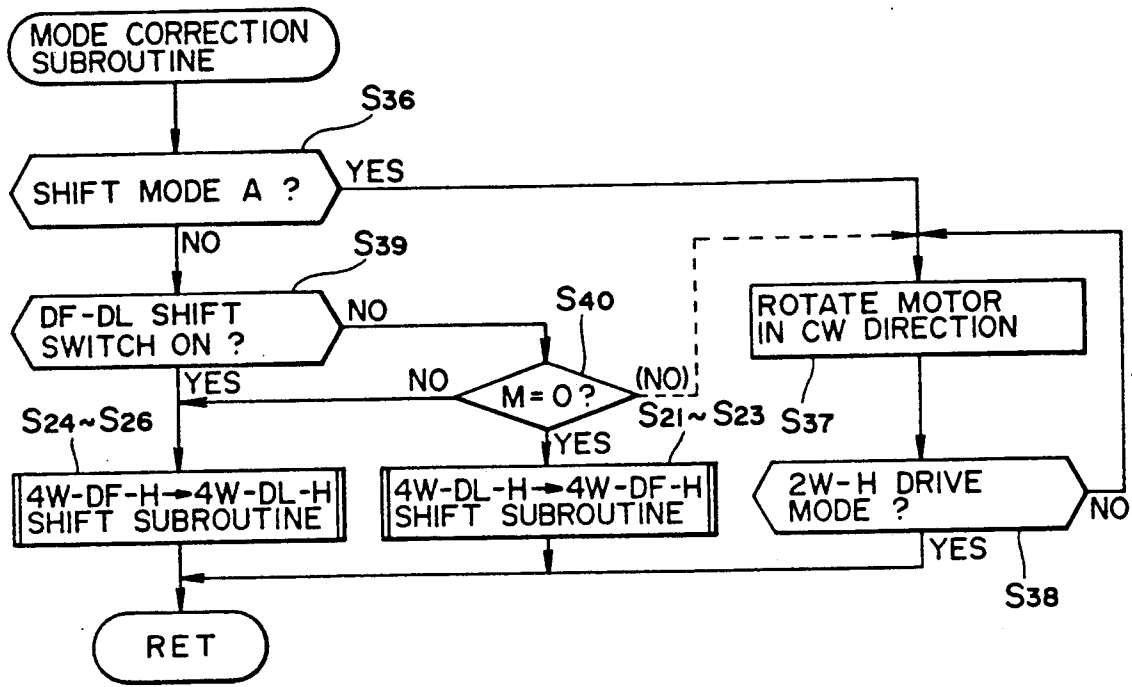 MODE CORRECTION
SUBROUTINE
S36
SHIFT MODE A ?
YES
NO
S39
DF-DL SHIFT
SWITCH ON ?
NO
YES
S40
M=0?
NO
(NO)
YES
ROTATE MOTOR
IN CW DIRECTION
S37
S24~S26
4W-DF-H→4W-DL-H
SHIFT SUBROUTINE
S21~S23
4W-DL-H→4W-DF-H
SHIFT SUBROUTINE
2W-H DRIVE
MODE ?
NO
YES
S38
RET